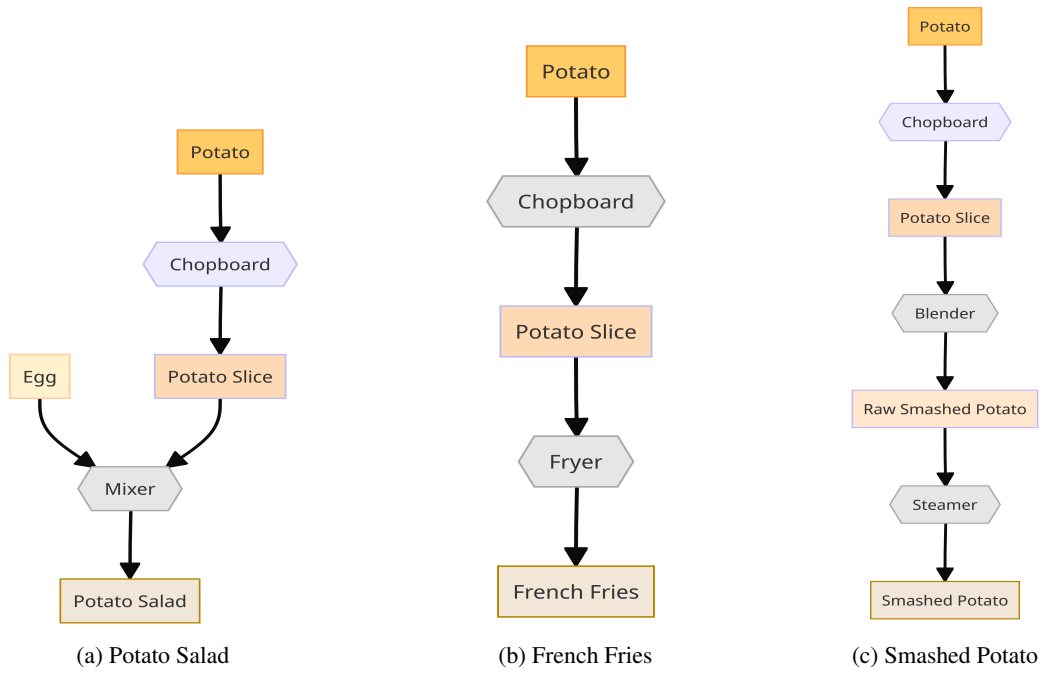 Potato
Chopboard
Egg
Potato Slice
Mixer
Potato Salad
(a) Potato Salad
Potato
Chopboard
Potato Slice
Fryer
French Fries
(b) French Fries
Potato
Chopboard
Potato Slice
Blender
Raw Smashed Potato
Steamer
Smashed Potato
(c) Smashed Potato